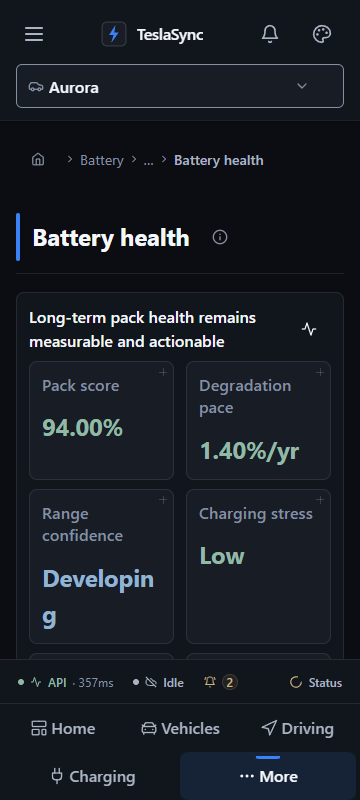 TeslaSync
Aurora
Battery
...
Battery health
Battery health
Long-term pack health remains
measurable and actionable
Pack score
94.00%
Degradation
pace
1.40%/yr
Range
confidence
Developin
g
Charging stress
Low
API · 357ms
Idle
2
Status
Home
Vehicles
Driving
Charging
More